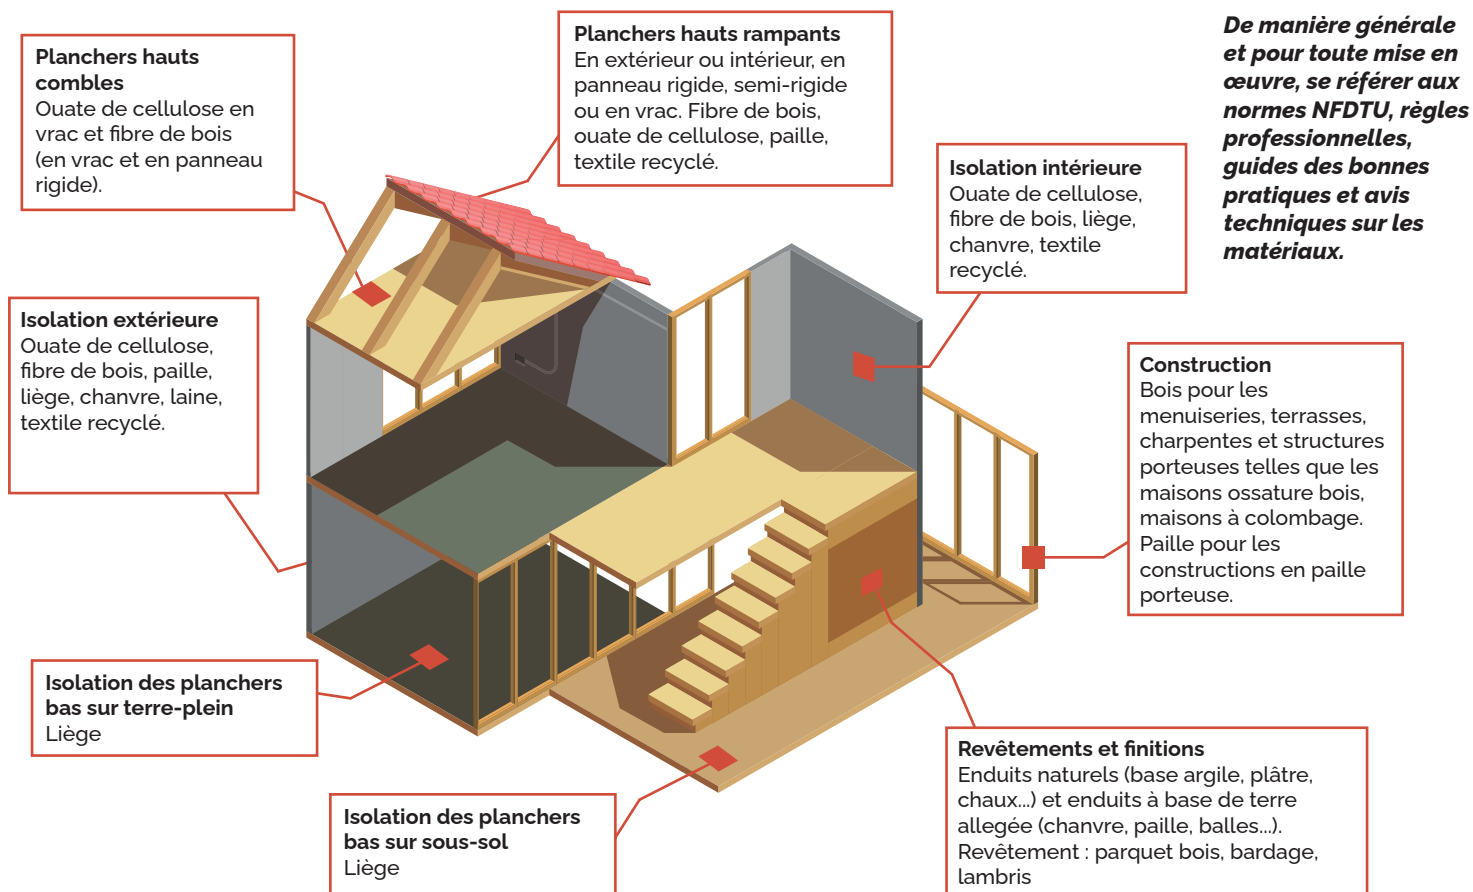 Planchers hauts
combles
Ouate de cellulose en
vrac et fibre de bois
(en vrac et en panneau
rigide).
Planchers hauts rampants
En extérieur ou intérieur, en
panneau rigide, semi-rigide
ou en vrac. Fibre de bois,
ouate de cellulose, paille,
textile recyclé.
De manière générale
et pour toute mise en
œuvre, se référer aux
normes NFDTU, règles
professionnelles,
guides des bonnes
pratiques et avis
techniques sur les
matériaux.
Isolation intérieure
Ouate de cellulose,
fibre de bois, liège,
chanvre, textile
recyclé.
Isolation extérieure
Ouate de cellulose,
fibre de bois, paille,
liège, chanvre, laine,
textile recyclé.
Construction
Bois pour les
menuiseries, terrasses,
charpentes et structures
porteuses telles que les
maisons ossature bois,
maisons à colombage.
Paille pour les
constructions en paille
porteuse.
Isolation des planchers
bas sur terre-plein
Liège
Isolation des planchers
bas sur sous-sol
Liège
Revêtements et finitions
Enduits naturels (base argile, plâtre,
chaux...) et enduits à base de terre
allegée (chanvre, paille, balles...).
Revêtement : parquet bois, bardage,
lambris